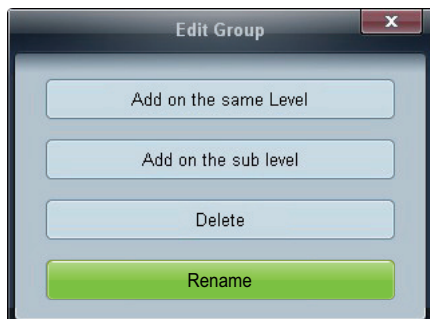 Edit Group
x
Add on the same Level
Add on the sub level
Delete
Rename